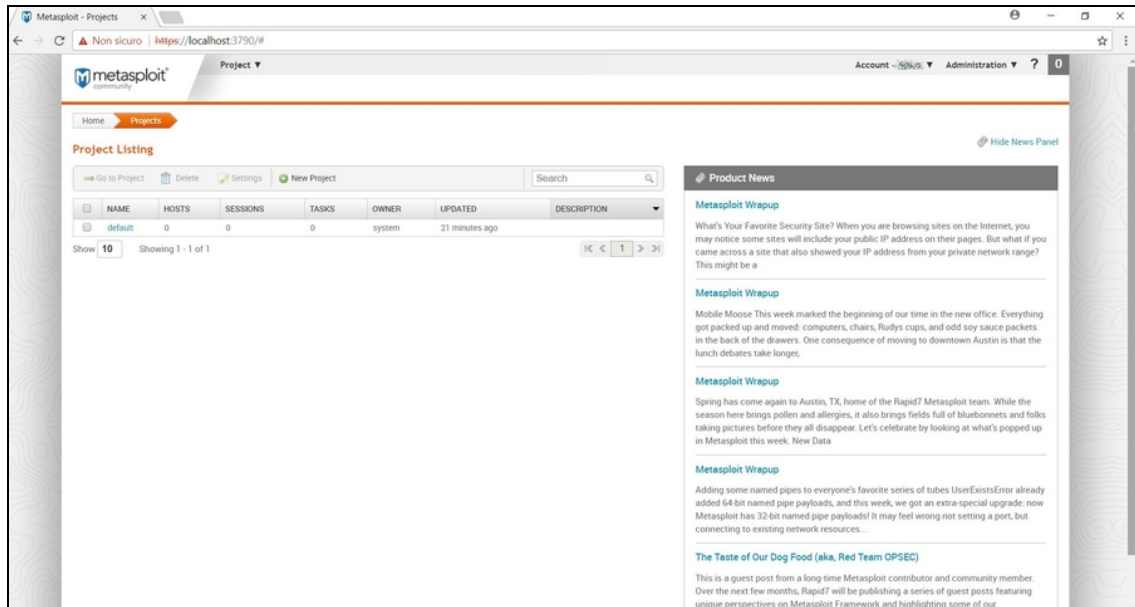 Metasploit - Projects
Non sicuro | https://localhost:3790/#
metasploit®
community
Project ▼
Account - ▼ Administration ▼ ? 0
Home Projects
Hide News Panel
Project Listing
Go to Project Delete Settings New Project Search
NAME HOSTS SESSIONS TASKS OWNER UPDATED DESCRIPTION
default 0 0 0 system 21 minutes ago
Show 10 Showing 1 - 1 of 1 1
Product News
Metasploit Wrapup
What's Your Favorite Security Site? When you are browsing sites on the Internet, you
may notice some sites will include your public IP address on their pages. But what if you
came across a site that also showed your IP address from your private network range?
This might be a
Metasploit Wrapup
Mobile Moose This week marked the beginning of our time in the new office. Everything
got packed up and moved: computers, chairs, Rudys cups, and odd soy sauce packets
in the back of the drawers. One consequence of moving to downtown Austin is that the
lunch debates take longer,
Metasploit Wrapup
Spring has come again to Austin, TX, home of the Rapid7 Metasploit team. While the
season here brings pollen and allergies, it also brings fields full of bluebonnets and folks
taking pictures before they all disappear. Let's celebrate by looking at what's popped up
in Metasploit this week. New Data
Metasploit Wrapup
Adding some named pipes to everyone's favorite series of tubes UserExistsError already
added 64-bit named pipe payloads, and this week, we got an extra-special upgrade: now
Metasploit has 32-bit named pipe payloads! It may feel wrong not setting a port, but
connecting to existing network resources...
The Taste of Our Dog Food (aka, Red Team OPSEC)
This is a guest post from a long-time Metasploit contributor and community member.
Over the next few months, Rapid7 will be publishing a series of guest posts featuring
unique perspectives on Metasploit Framework and highlighting some of our